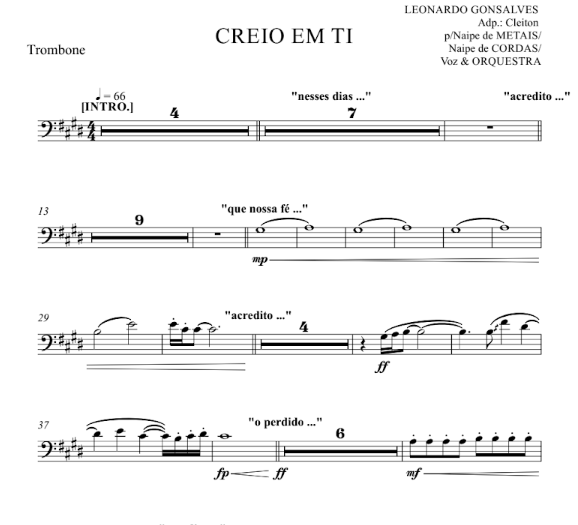 LEONARDO GONSALVES
Adp.: Cleiton
p/Naipe de METAIS/
Naipe de CORDAS/
Voz & ORQUESTRA
CREIO EM TI
Trombone
♩ = 66
[INTRO.]
4
"nesses dias ..."
7
"acredito ..."
13
9
"que nossa fé ..."
mp
29
"acredito ..."
4
ff
37
"o perdido ..."
6
fp
ff
mf